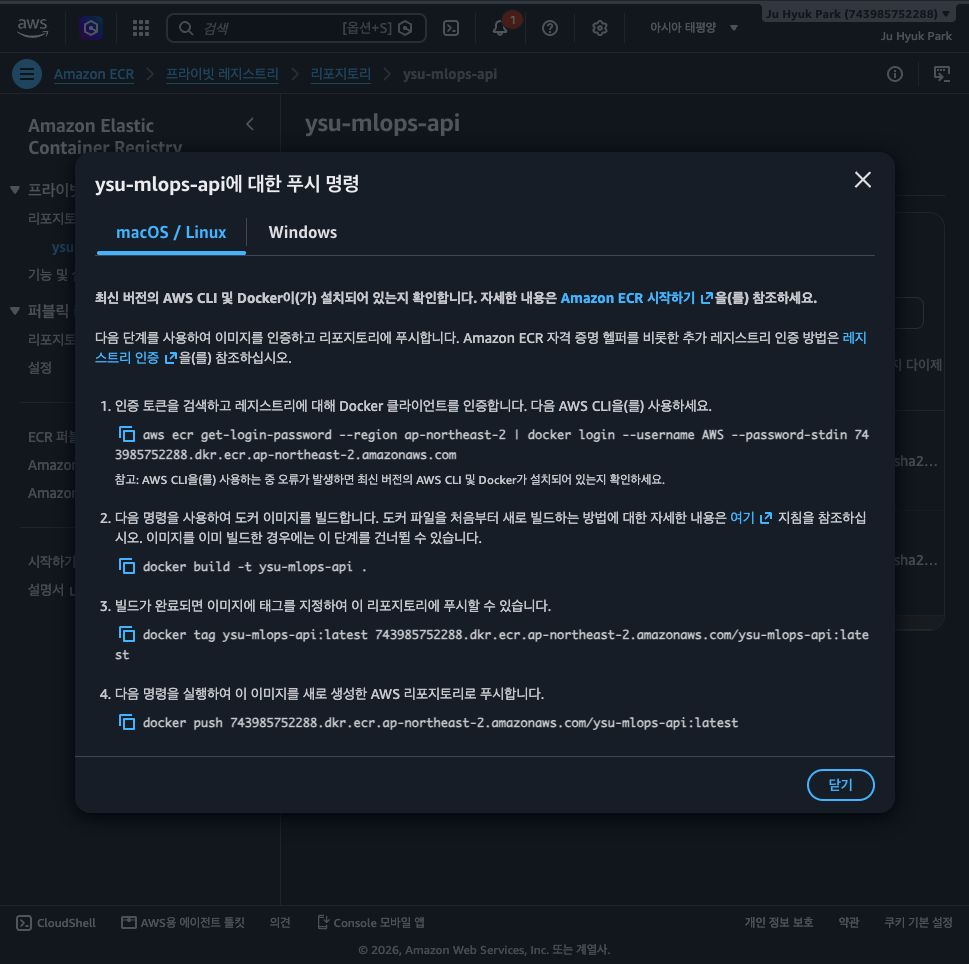 aws
검색
[옵션+S]
1
아시아 태평양
Ju Hyuk Park (743985752288)
Ju Hyuk Park
Amazon ECR
프라이빗 레지스트리
리포지토리
ysu-mlops-api
Amazon Elastic
Container Registry
ysu-mlops-api
리포지토
ysu
기능 및
퍼블릭
리포지토
설정
ECR 퍼블
Amazon
Amazon
시작하기
설명서
지 다이제
sha2...
sha2...
ysu-mlops-api에 대한 푸시 명령
macOS / Linux
Windows
최신 버전의 AWS CLI 및 Docker이(가) 설치되어 있는지 확인합니다. 자세한 내용은 Amazon ECR 시작하기 을(를) 참조하세요.
다음 단계를 사용하여 이미지를 인증하고 리포지토리에 푸시합니다. Amazon ECR 자격 증명 헬퍼를 비롯한 추가 레지스트리 인증 방법은 레지
스트리 인증 을(를) 참조하십시오.
1. 인증 토큰을 검색하고 레지스트리에 대해 Docker 클라이언트를 인증합니다. 다음 AWS CLI을(를) 사용하세요.
aws ecr get-login-password --region ap-northeast-2 | docker login --username AWS --password-stdin 74
3985752288.dkr.ecr.ap-northeast-2.amazonaws.com
참고: AWS CLI을(를) 사용하는 중 오류가 발생하면 최신 버전의 AWS CLI 및 Docker가 설치되어 있는지 확인하세요.
2. 다음 명령을 사용하여 도커 이미지를 빌드합니다. 도커 파일을 처음부터 새로 빌드하는 방법에 대한 자세한 내용은 여기 지침을 참조하십
시오. 이미지를 이미 빌드한 경우에는 이 단계를 건너뛸 수 있습니다.
docker build -t ysu-mlops-api .
3. 빌드가 완료되면 이미지에 태그를 지정하여 이 리포지토리에 푸시할 수 있습니다.
docker tag ysu-mlops-api:latest 743985752288.dkr.ecr.ap-northeast-2.amazonaws.com/ysu-mlops-api:late
st
4. 다음 명령을 실행하여 이 이미지를 새로 생성한 AWS 리포지토리로 푸시합니다.
docker push 743985752288.dkr.ecr.ap-northeast-2.amazonaws.com/ysu-mlops-api:latest
닫기
CloudShell
AWS용 에이전트 툴킷
의견
Console 모바일 앱
개인 정보 보호
약관
쿠키 기본 설정
© 2026, Amazon Web Services, Inc. 또는 계열사.